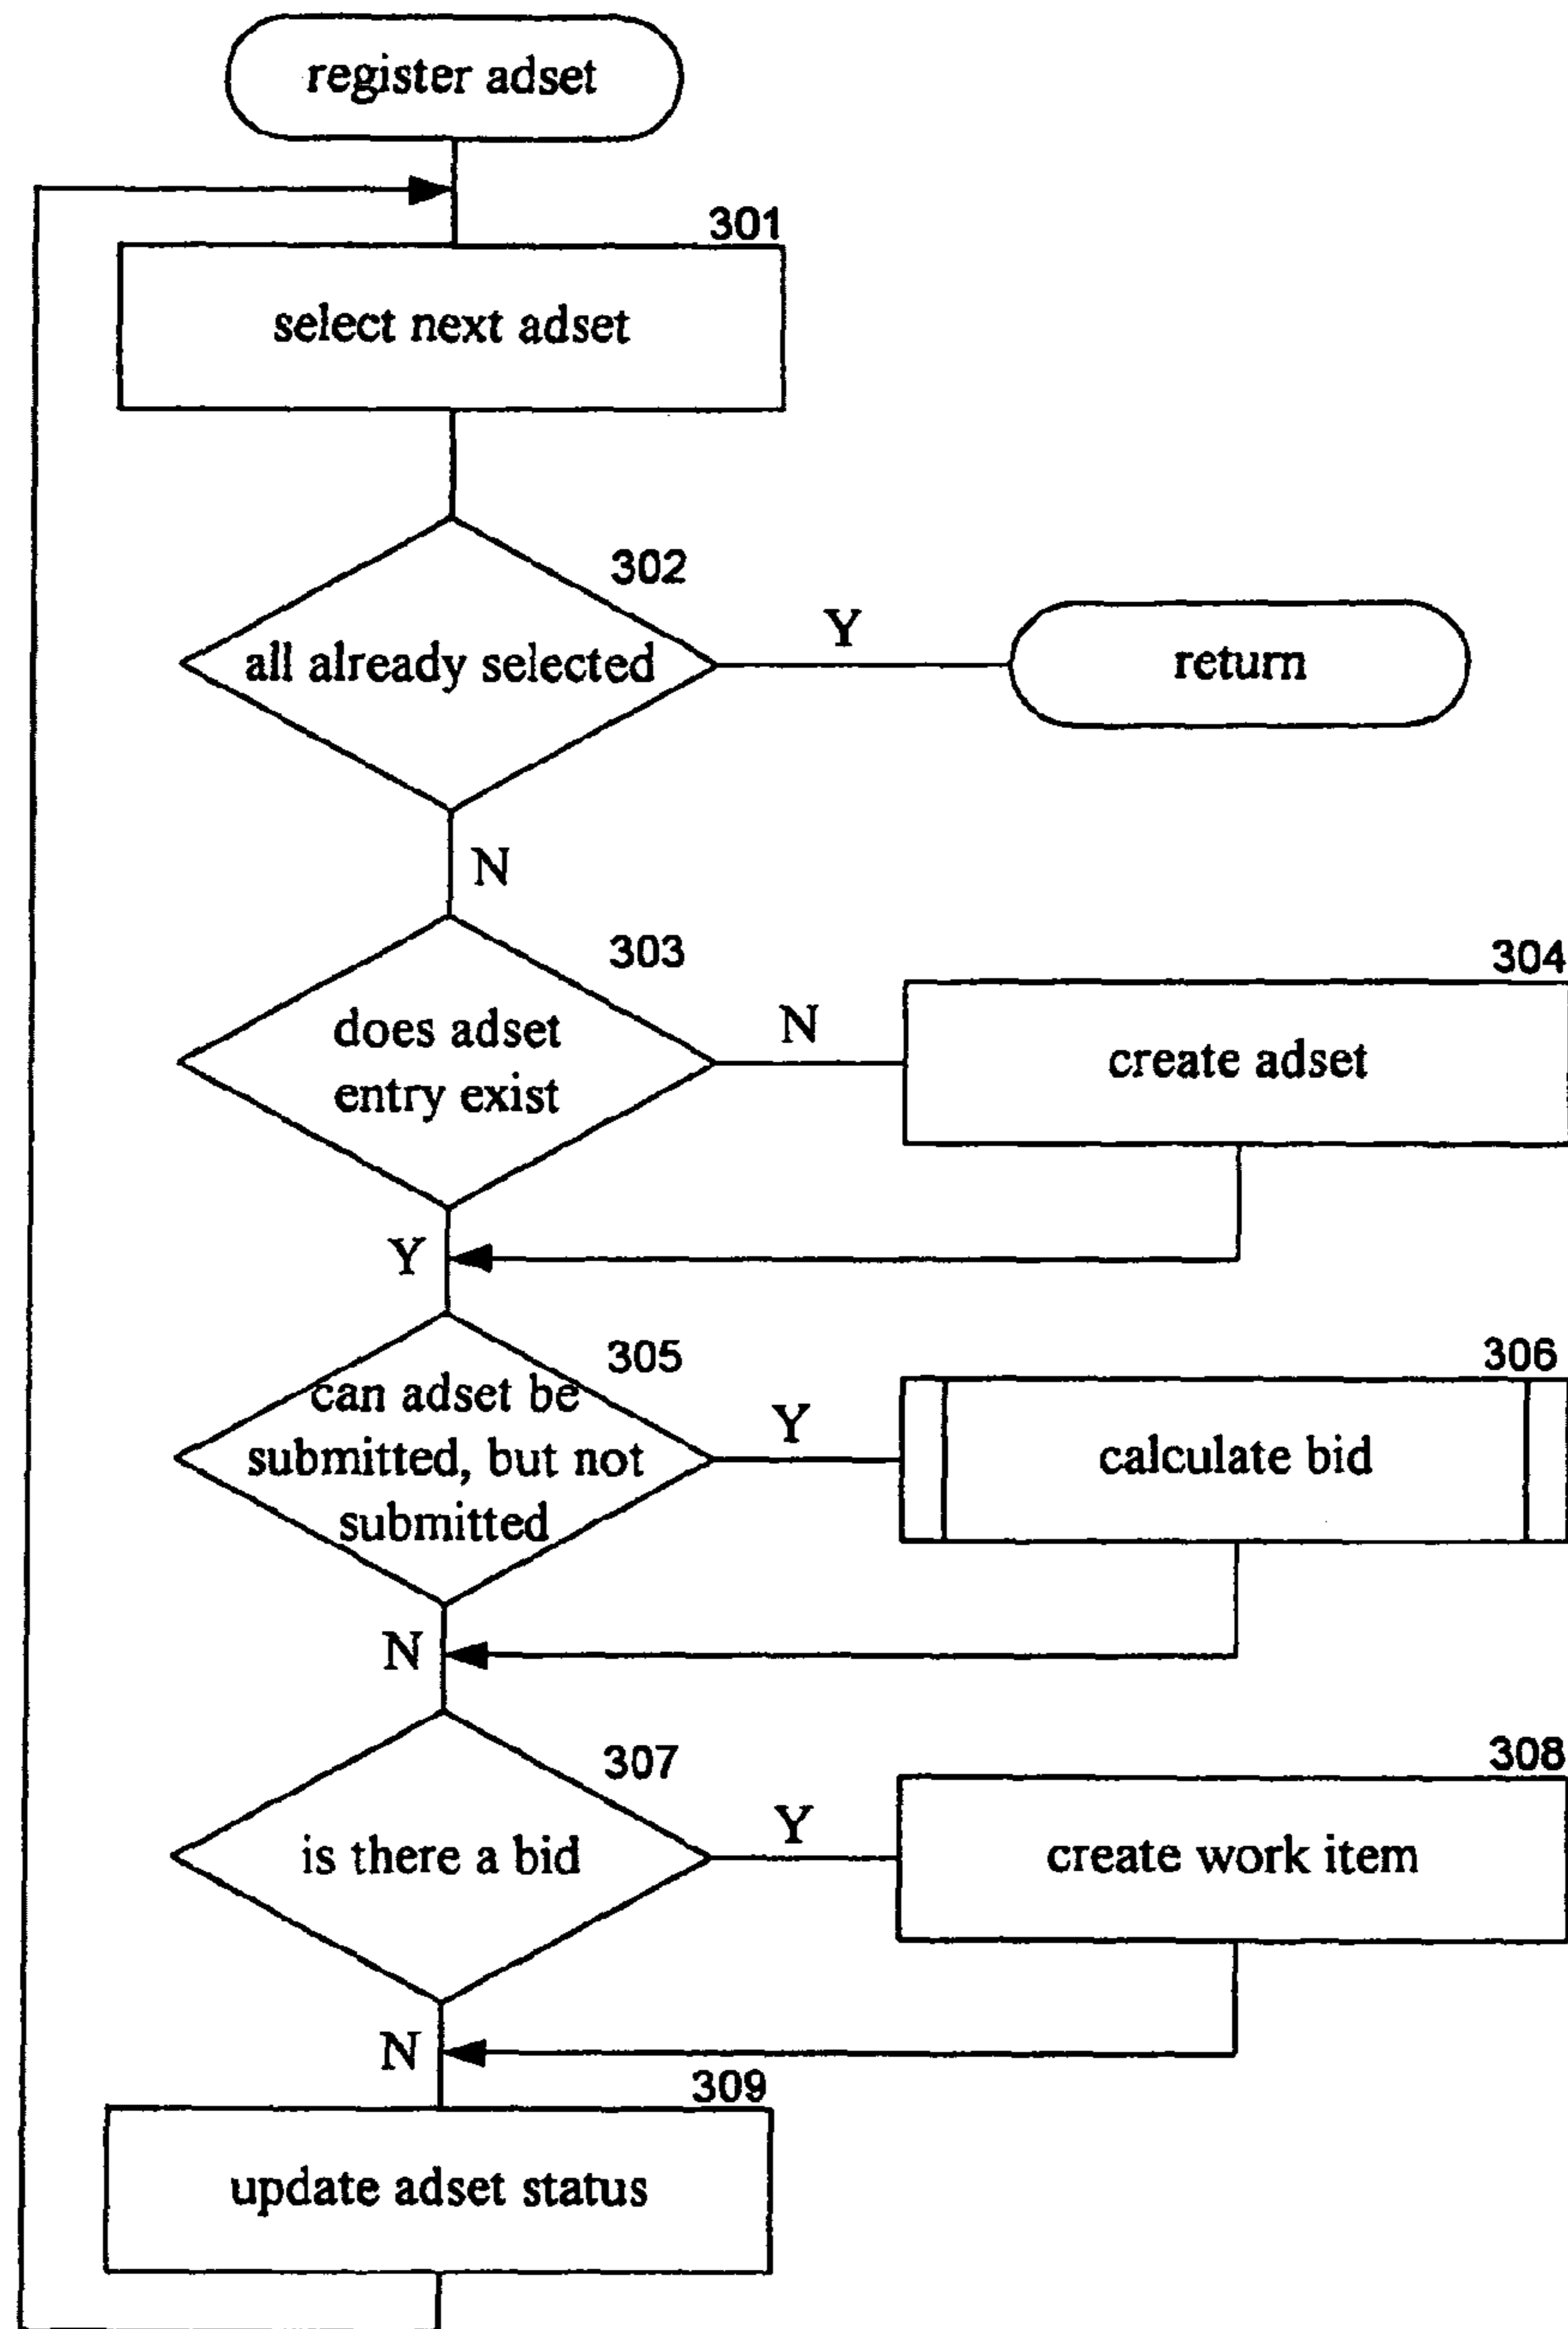 register adset
301
select next adset
302
all already selected
Y
return
N
303
does adset
entry exist
N
304
create adset
Y
305
can adset be
submitted, but not
submitted
Y
306
calculate bid
N
307
is there a bid
Y
308
create work item
N
309
update adset status